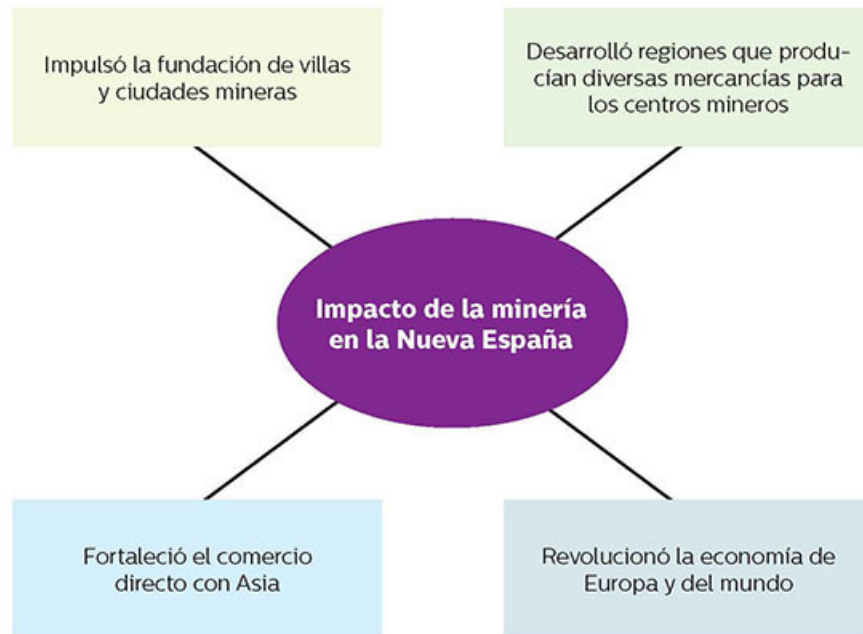 Impulsó la fundación de villas
y ciudades mineras
Desarrolló regiones que produ-
cían diversas mercancías para
los centros mineros
Impacto de la minería
en la Nueva España
Fortaleció el comercio
directo con Asia
Revolucionó la economía de
Europa y del mundo